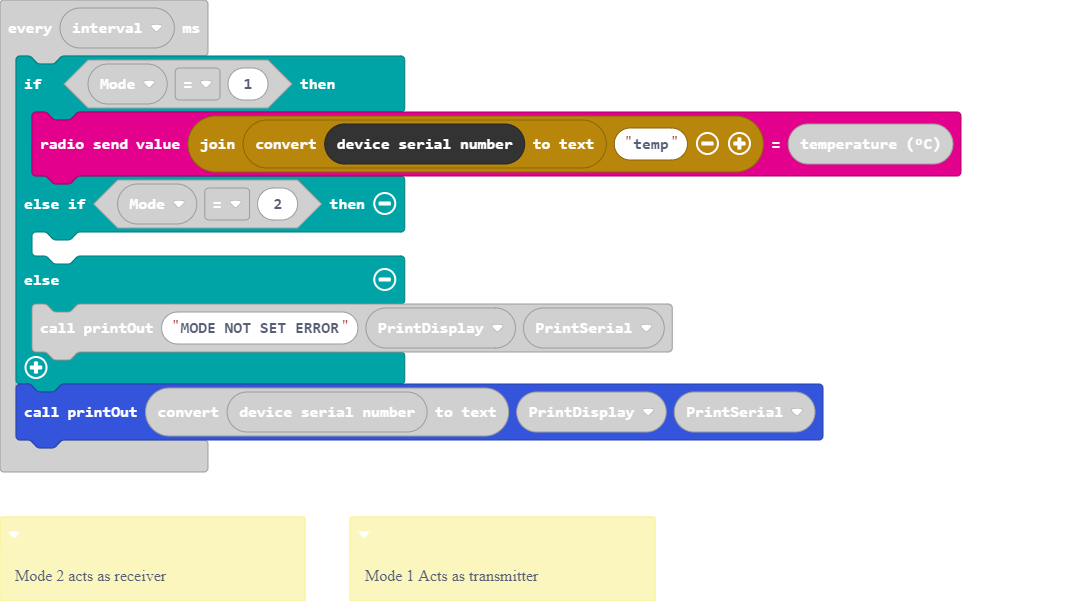 every interval ms
if Mode = 1 then
radio send value join convert device serial number to text "temp" = temperature (ºC)
else if Mode = 2 then
else
call printOut "MODE NOT SET ERROR" PrintDisplay PrintSerial
call printOut convert device serial number to text PrintDisplay PrintSerial
Mode 2 acts as receiver
Mode 1 Acts as transmitter